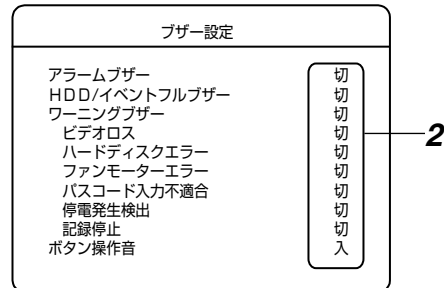 ブザー設定
アラームブザー 切
HDD/イベントフルブザー 切
ワーニングブザー 切
ビデオロス 切
ハードディスクエラー 切
ファンモーターエラー 切
パスコード入力不適合 切
停電発生検出 切
記録停止 切
ボタン操作音 入
2